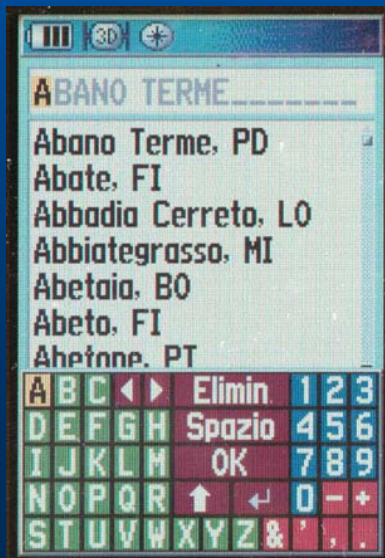 3D
ABANO TERME_______
Abano Terme, PD
Abate, FI
Abbadia Cerreto, LO
Abbiategrasso, MI
Abetaia, BO
Abeto, FI
Abetone, PT
A B C ◄ ► Elimin. 1 2 3
D E F G H Spazio 4 5 6
I J K L M OK 7 8 9
N O P Q R ↑ ↵ 0 - +
S T U V W X Y Z & ' , .